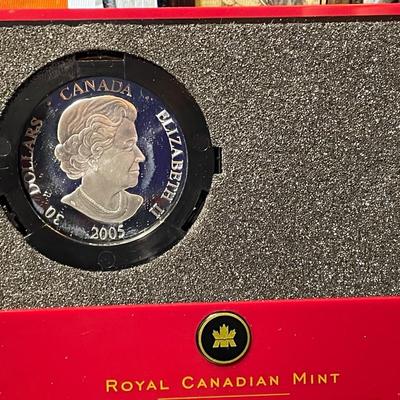 30 DOLLARS · CANADA · ELIZABETH II
2005
ROYAL CANADIAN MINT